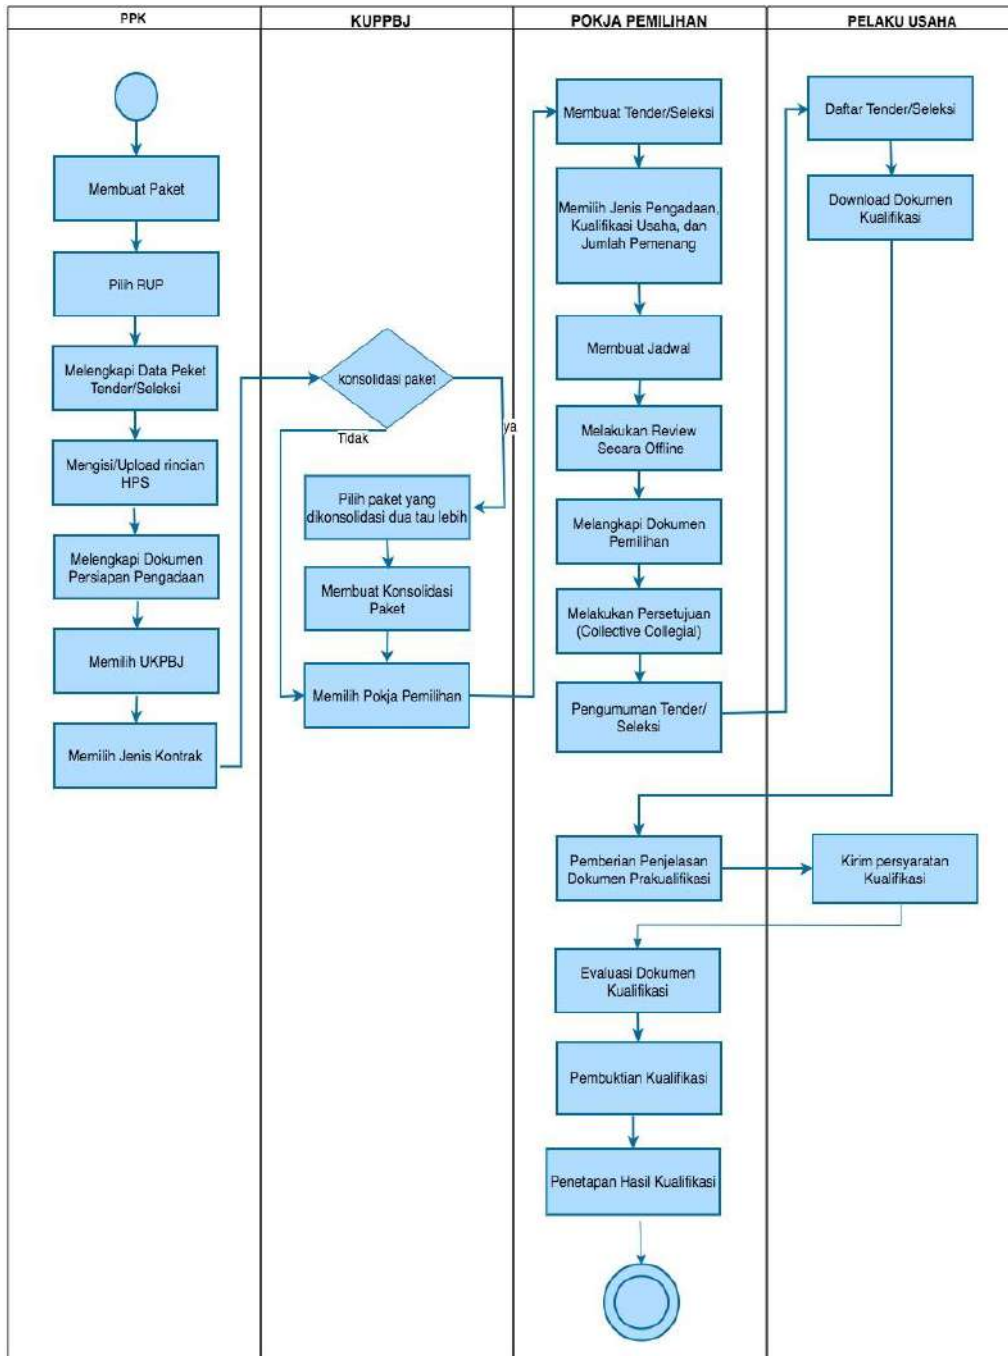 PPK
KUPPBJ
POKJA PEMILIHAN
PELAKU USAHA
Membuat Paket
Pilih RUP
Melengkapi Data Peket
Tender/Seleksi
Mengisi/Upload rincian
HPS
Melengkapi Dokumen
Persiapan Pengadaan
Memilih UKPBJ
Memilih Jenis Kontrak
konsolidasi paket
Tidak
ya
Pilih paket yang
dikonsolidasi dua tau lebih
Membuat Konsolidasi
Paket
Memilih Pokja Pemilihan
Membuat Tender/Seleksi
Memilih Jenis Pengadaan,
Kualifikasi Usaha, dan
Jumlah Pemenang
Membuat Jadwal
Melakukan Review
Secara Offline
Melangkapi Dokumen
Pemilihan
Melakukan Persetujuan
(Collective Collegial)
Pengumuman Tender/
Seleksi
Daftar Tender/Seleksi
Download Dokumen
Kualifikasi
Pemberian Penjelasan
Dokumen Prakualifikasi
Kirim persyaratan
Kualifikasi
Evaluasi Dokumen
Kualifikasi
Pembuktian Kualifikasi
Penetapan Hasil Kualifikasi